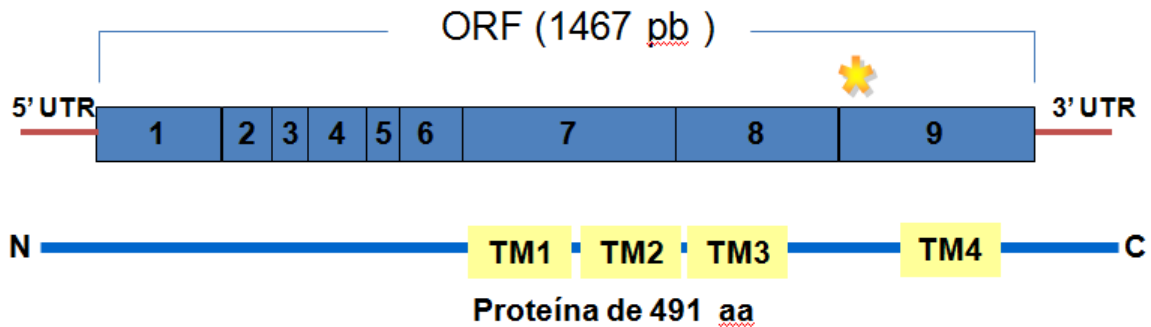 ORF (1467 pb )
5' UTR
3' UTR
1 2 3 4 5 6 7 8 9
N TM1 TM2 TM3 TM4 C
Proteína de 491 aa